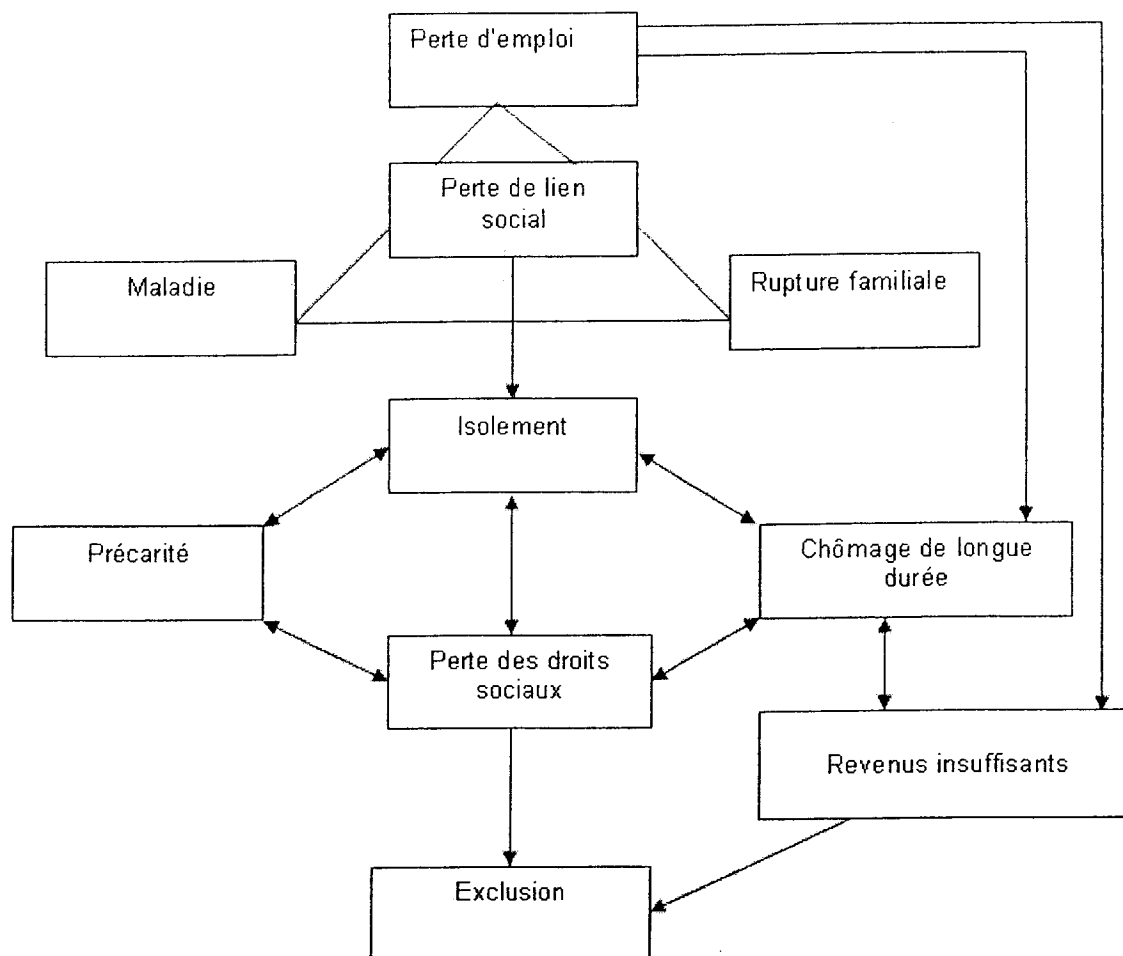 Perte d'emploi
Perte de lien
social
Maladie
Rupture familiale
Isolement
Précarité
Chômage de longue
durée
Perte des droits
sociaux
Revenus insuffisants
Exclusion